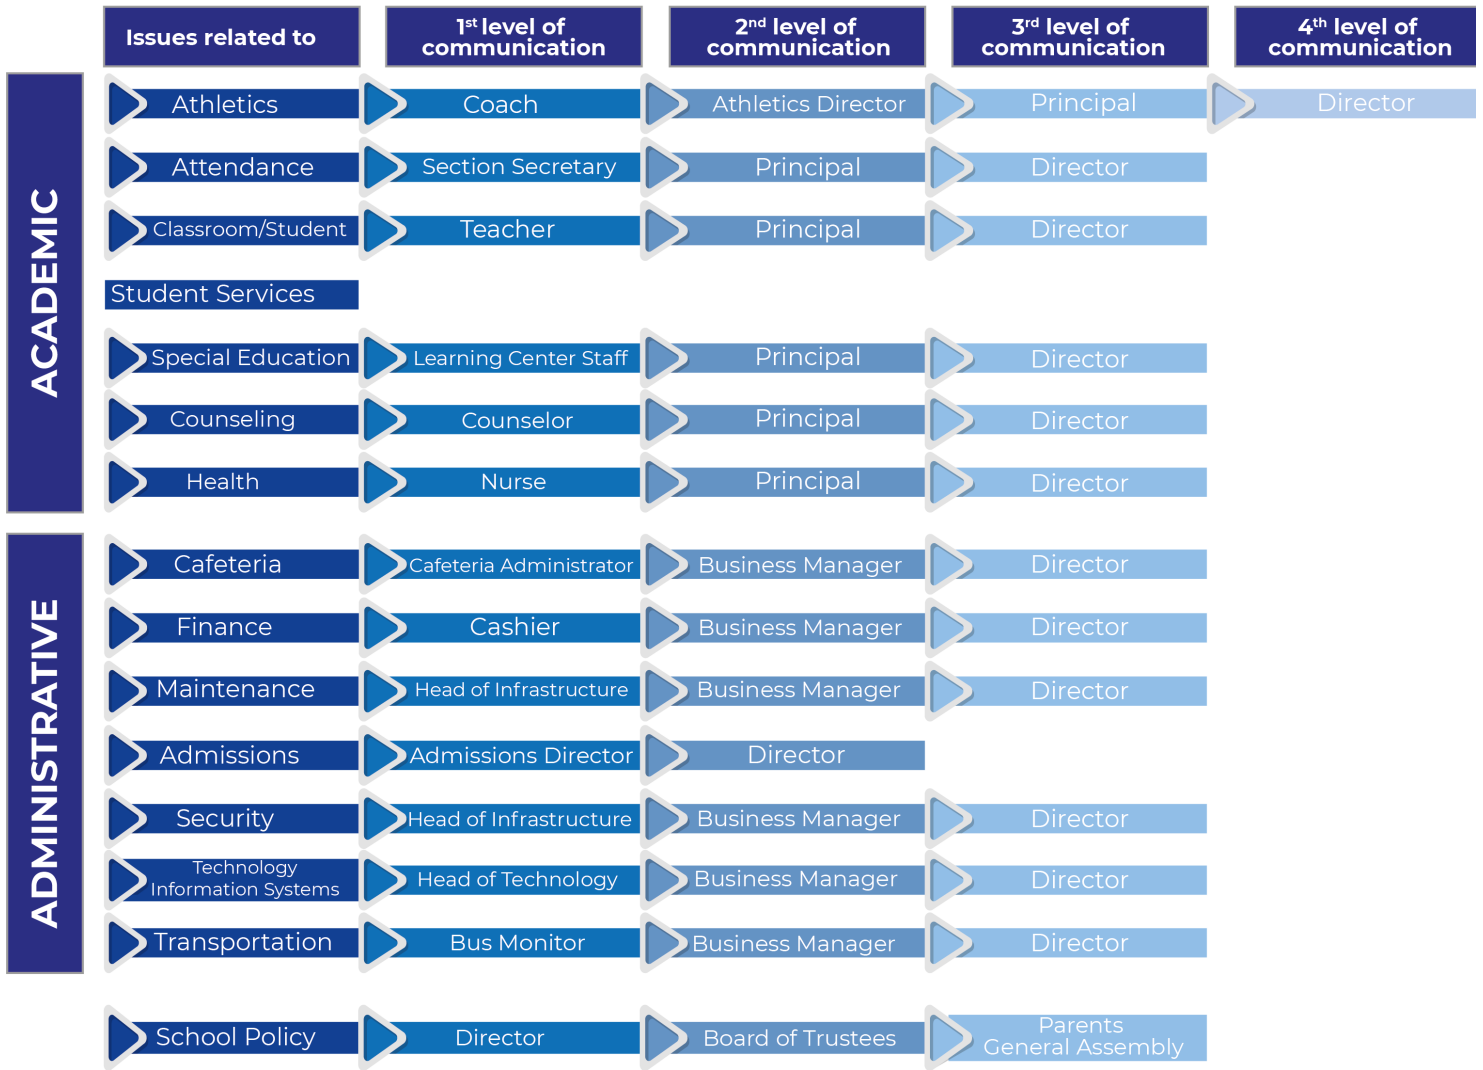 Issues related to
1st level of
communication
2nd level of
communication
3rd level of
communication
4th level of
communication
ACADEMIC
Athletics
Coach
Athletics Director
Principal
Director
Attendance
Section Secretary
Principal
Director
Classroom/Student
Teacher
Principal
Director
Student Services
Special Education
Learning Center Staff
Principal
Director
Counseling
Counselor
Principal
Director
Health
Nurse
Principal
Director
ADMINISTRATIVE
Cafeteria
Cafeteria Administrator
Business Manager
Director
Finance
Cashier
Business Manager
Director
Maintenance
Head of Infrastructure
Business Manager
Director
Admissions
Admissions Director
Director
Security
Head of Infrastructure
Business Manager
Director
Technology
Information Systems
Head of Technology
Business Manager
Director
Transportation
Bus Monitor
Business Manager
Director
School Policy
Director
Board of Trustees
Parents
General Assembly